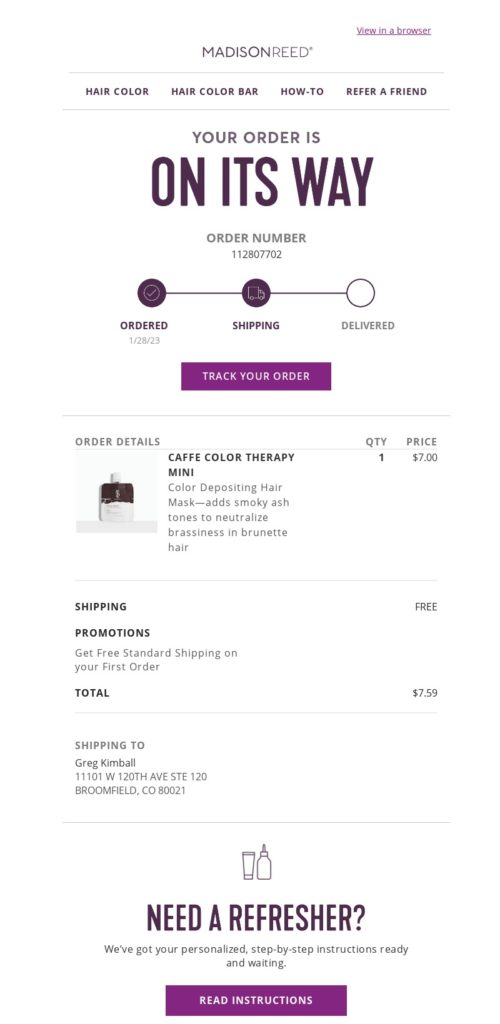 View in a browser
MADISONREED®
HAIR COLOR HAIR COLOR BAR HOW-TO REFER A FRIEND
YOUR ORDER IS
ON ITS WAY
ORDER NUMBER
112807702
ORDERED SHIPPING DELIVERED
1/28/23
TRACK YOUR ORDER
ORDER DETAILS QTY PRICE
CAFFE COLOR THERAPY 1 $7.00
MINI
Color Depositing Hair
Mask—adds smoky ash
tones to neutralize
brassiness in brunette
hair
SHIPPING FREE
PROMOTIONS
Get Free Standard Shipping on
your First Order
TOTAL $7.59
SHIPPING TO
Greg Kimball
11101 W 120TH AVE STE 120
BROOMFIELD, CO 80021
NEED A REFRESHER?
We've got your personalized, step-by-step instructions ready
and waiting.
READ INSTRUCTIONS